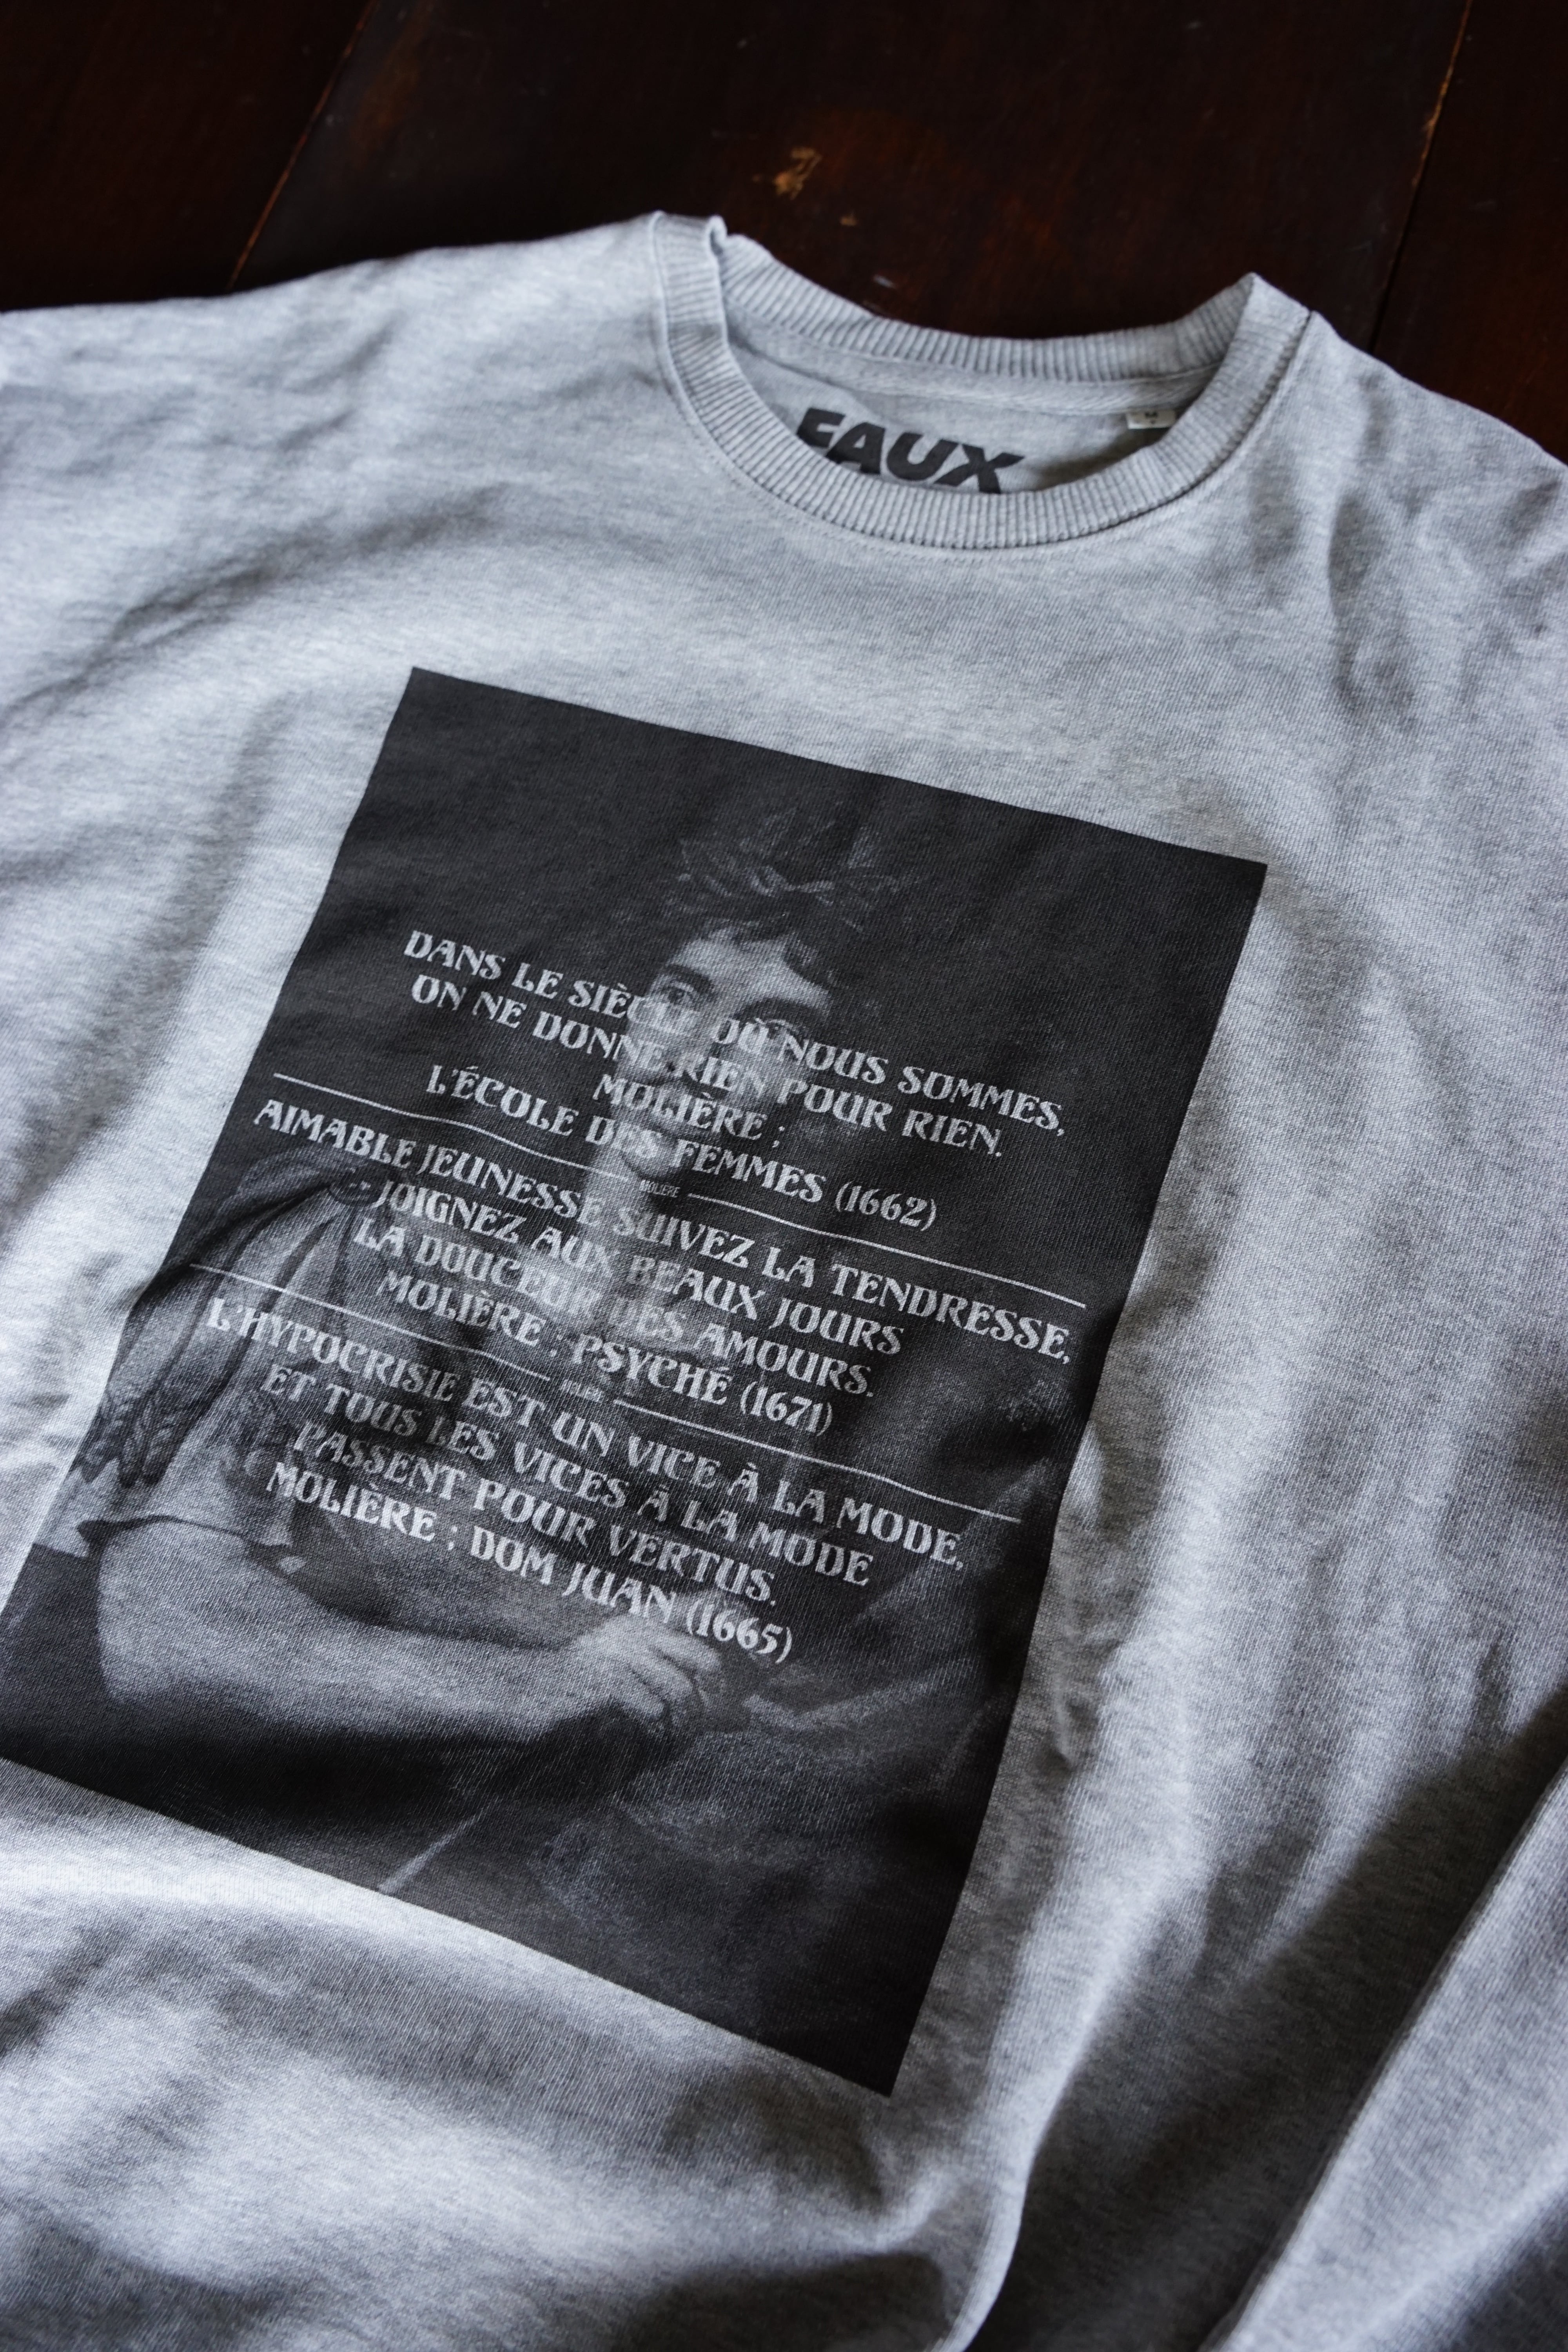 FAUX
M
DANS LE SIÈCLE OÙ NOUS SOMMES,
ON NE DONNE RIEN POUR RIEN.
MOLIÈRE ;
L'ÉCOLE DES FEMMES (1662)
MOLIÈRE
AIMABLE JEUNESSE SUIVEZ LA TENDRESSE,
JOIGNEZ AUX BEAUX JOURS
LA DOUCEUR DES AMOURS.
MOLIÈRE ; PSYCHÉ (1671)
MOLIÈRE
L'HYPOCRISIE EST UN VICE À LA MODE,
ET TOUS LES VICES À LA MODE
PASSENT POUR VERTUS.
MOLIÈRE ; DOM JUAN (1665)